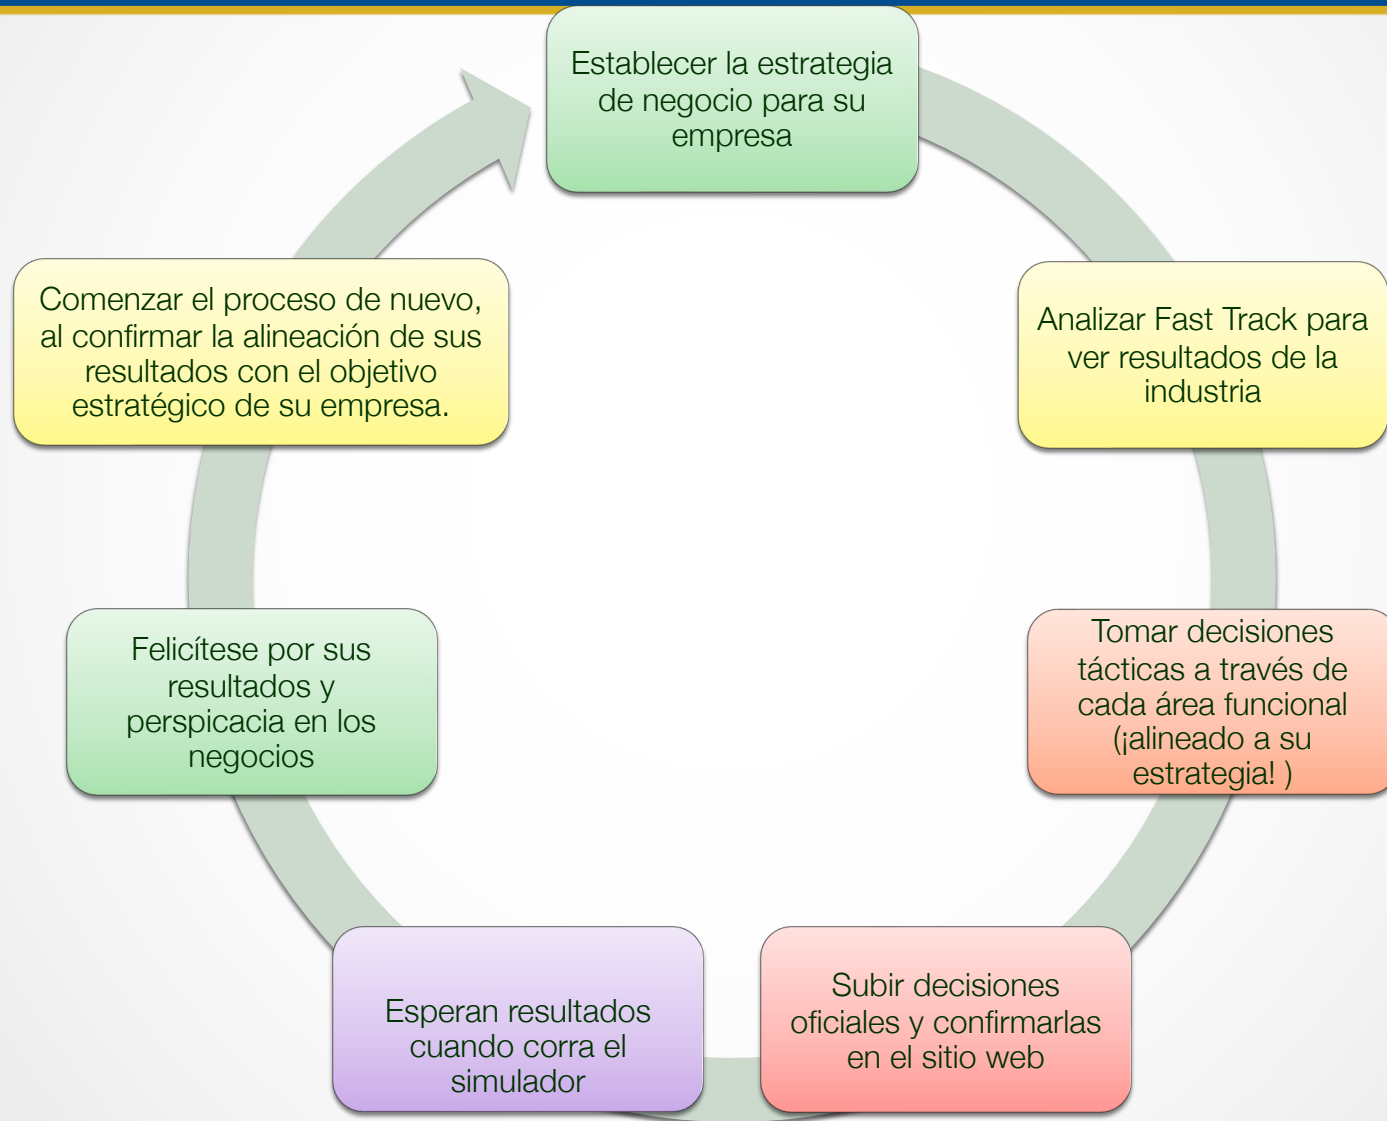 Establecer la estrategia
de negocio para su
empresa
Analizar Fast Track para
ver resultados de la
industria
Tomar decisiones
tácticas a través de
cada área funcional
(¡alineado a su
estrategia! )
Subir decisiones
oficiales y confirmarlas
en el sitio web
Esperan resultados
cuando corra el
simulador
Felicítese por sus
resultados y
perspicacia en los
negocios
Comenzar el proceso de nuevo,
al confirmar la alineación de sus
resultados con el objetivo
estratégico de su empresa.